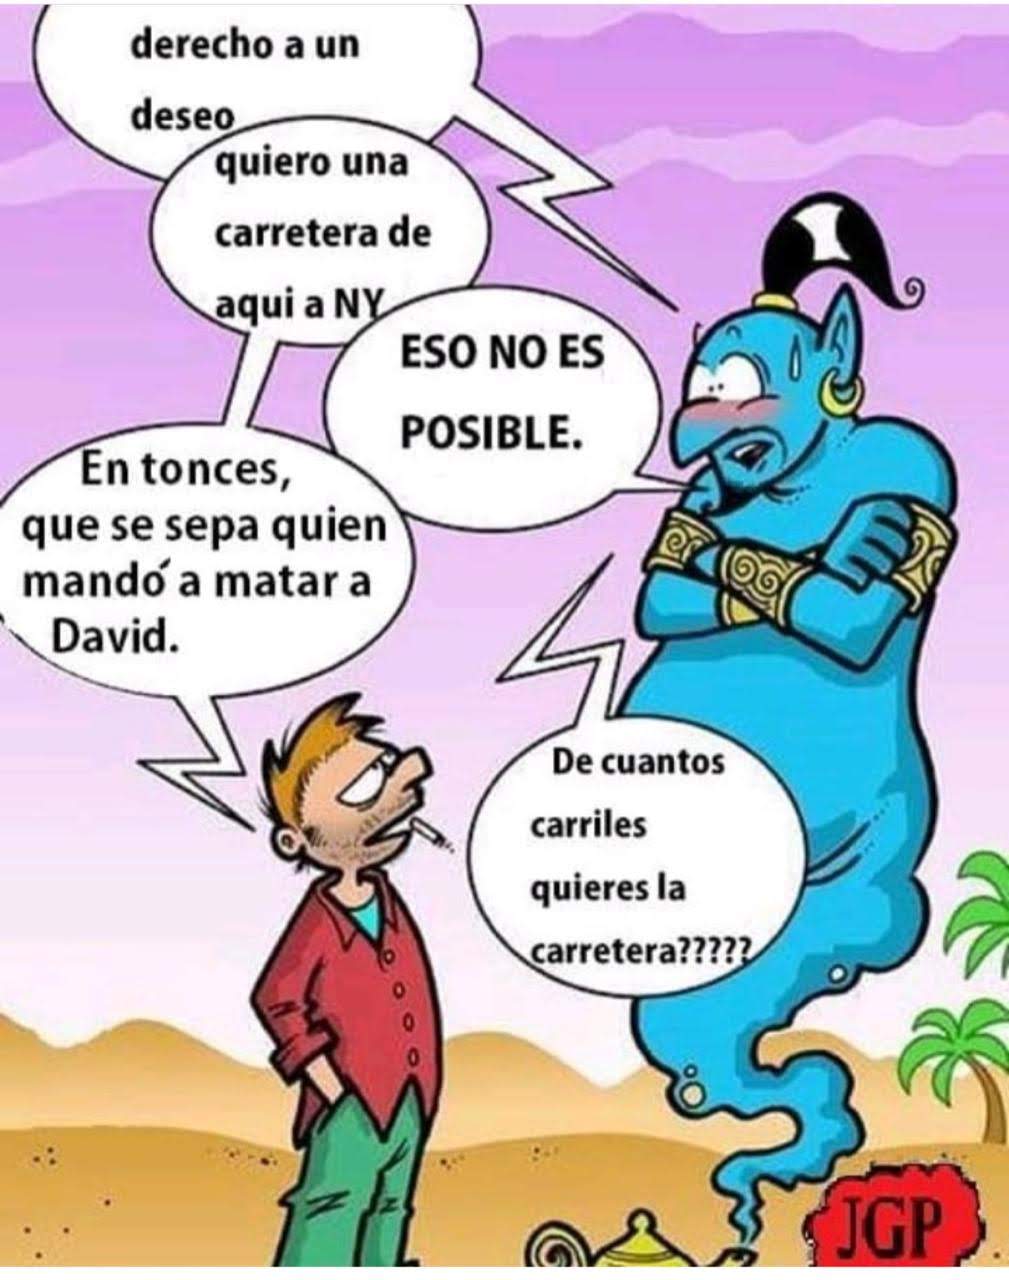 derecho a un
deseo
quiero una
carretera de
aqui a NY
ESO NO ES
POSIBLE.
En tonces,
que se sepa quien
mandó a matar a
David.
De cuantos
carriles
quieres la
carretera?????
JGP